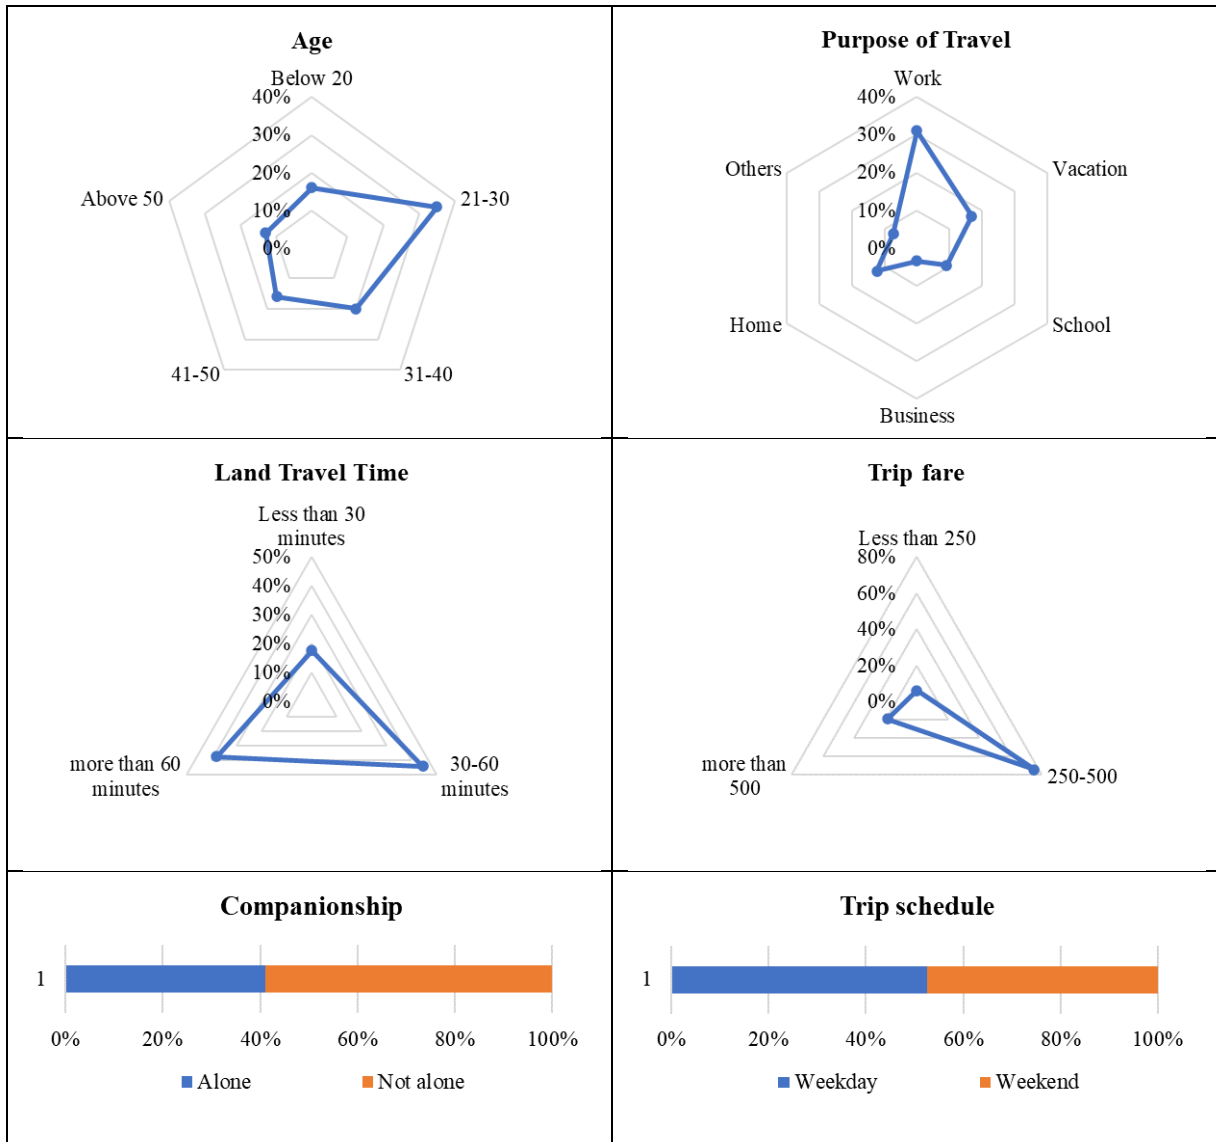 Age
Below 20
40%
30%
20%
10%
0%
Above 50
21-30
41-50
31-40
Purpose of Travel
Work
40%
30%
20%
10%
0%
Others
Vacation
Home
School
Business
Land Travel Time
Less than 30
minutes
50%
40%
30%
20%
10%
0%
more than 60
minutes
30-60
minutes
Trip fare
Less than 250
80%
60%
40%
20%
0%
more than
500
250-500
Companionship
1
0% 20% 40% 60% 80% 100%
Alone Not alone
Trip schedule
1
0% 20% 40% 60% 80% 100%
Weekday Weekend